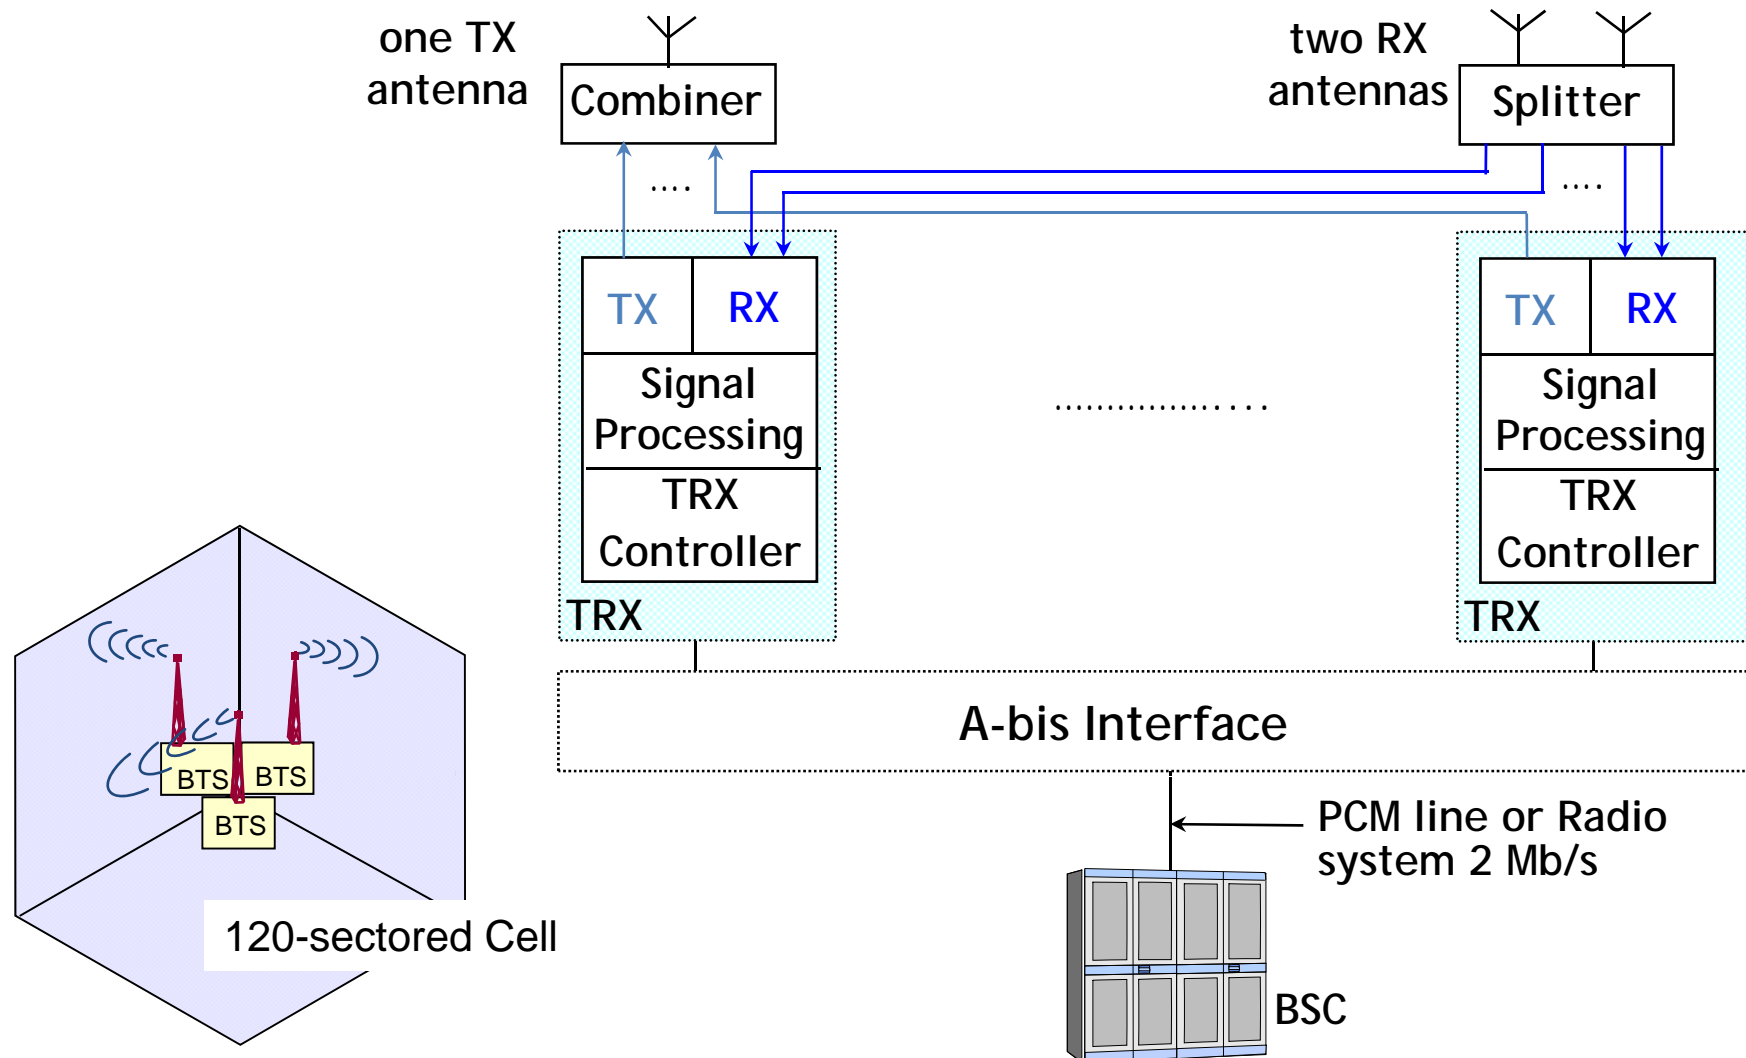 one TX
antenna
Combiner
two RX
antennas
Splitter
....
....
TX
RX
Signal
Processing
TRX
Controller
TRX
.................
TX
RX
Signal
Processing
TRX
Controller
TRX
A-bis Interface
PCM line or Radio
system 2 Mb/s
BSC
BTS
BTS
BTS
120-sectored Cell